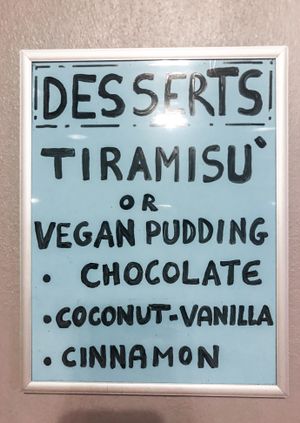 DESSERTS
TIRAMISU`
OR
VEGAN PUDDING
• CHOCOLATE
• COCONUT-VANILLA
• CINNAMON